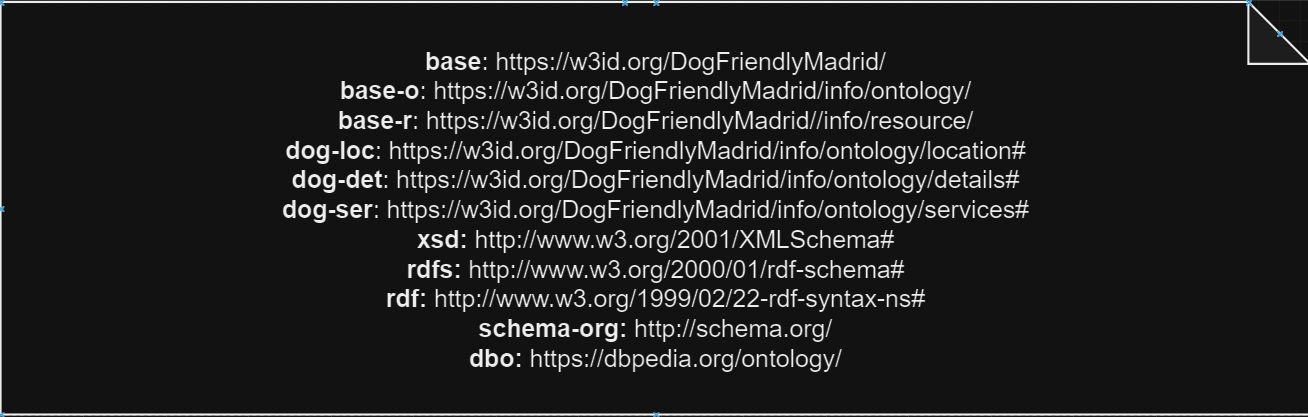 base: https://w3id.org/DogFriendlyMadrid/
base-o: https://w3id.org/DogFriendlyMadrid/info/ontology/
base-r: https://w3id.org/DogFriendlyMadrid//info/resource/
dog-loc: https://w3id.org/DogFriendlyMadrid/info/ontology/location#
dog-det: https://w3id.org/DogFriendlyMadrid/info/ontology/details#
dog-ser: https://w3id.org/DogFriendlyMadrid/info/ontology/services#
xsd: http://www.w3.org/2001/XMLSchema#
rdfs: http://www.w3.org/2000/01/rdf-schema#
rdf: http://www.w3.org/1999/02/22-rdf-syntax-ns#
schema-org: http://schema.org/
dbo: https://dbpedia.org/ontology/